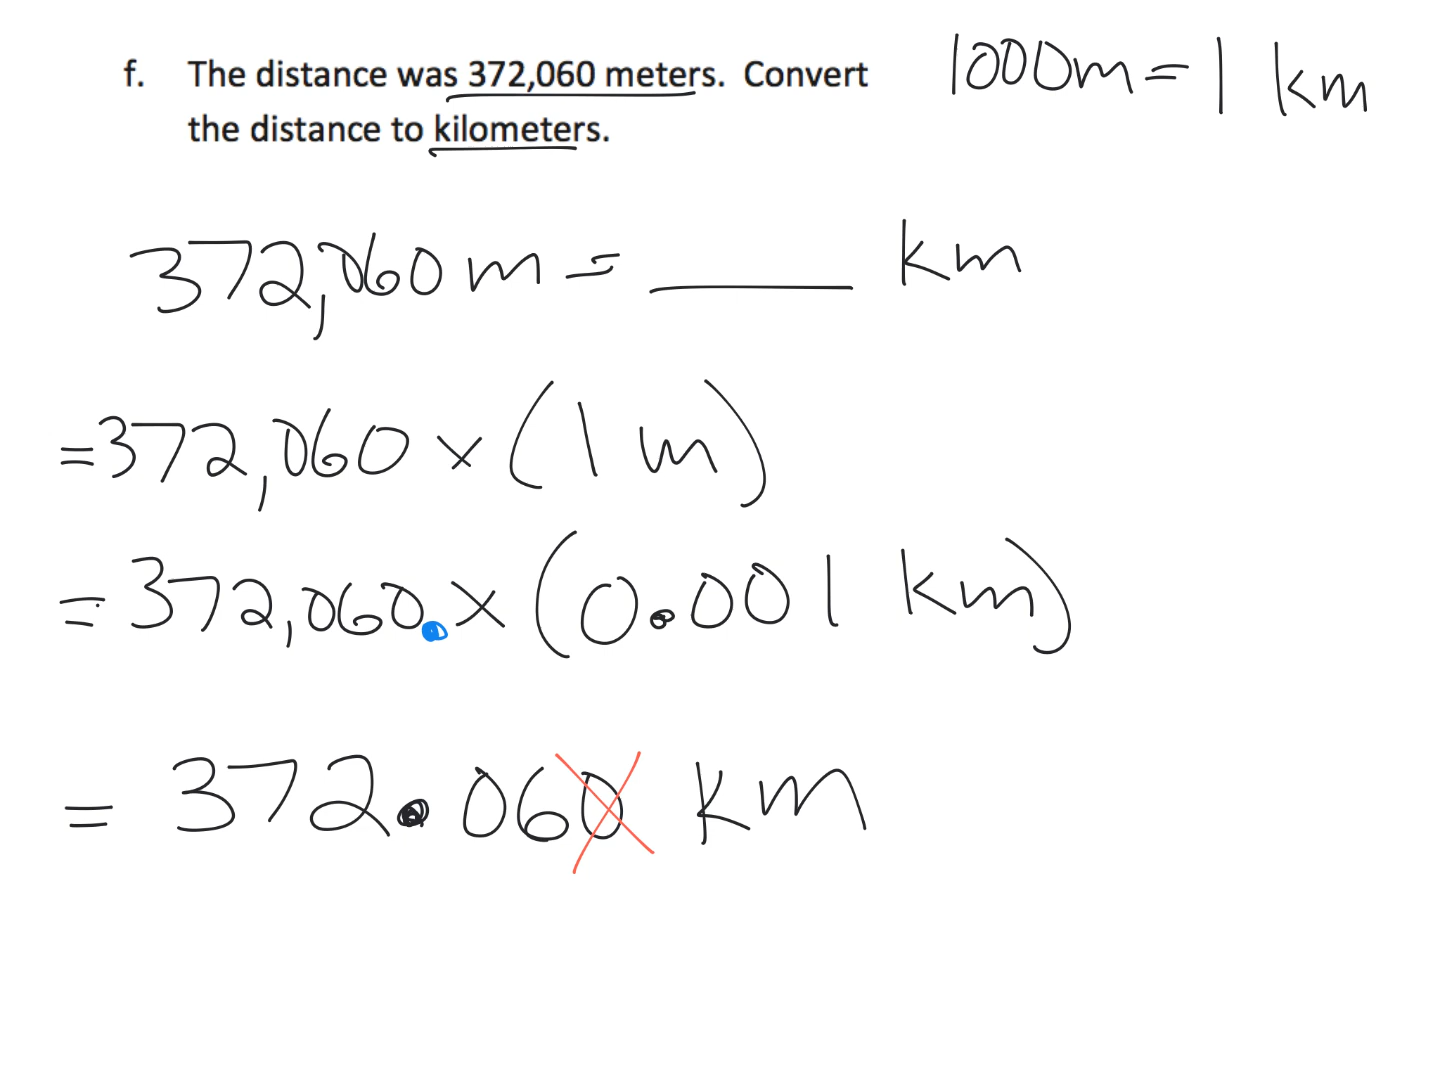 f. The distance was 372,060 meters. Convert
the distance to kilometers.
1000m = 1 km
372,060 m = ____ km
=372,060 × (1 m)
= 372,060. × (0.001 km)
= 372.060 km